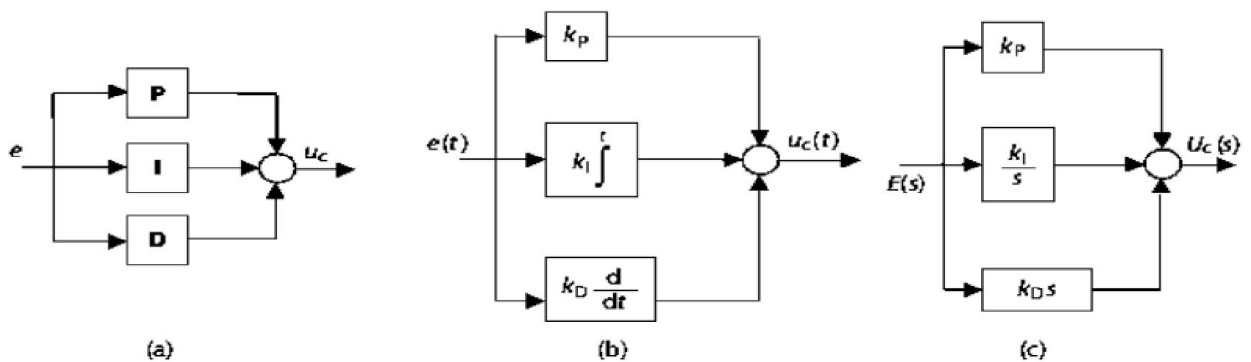 P
e
I
u_c
D
(a)
k_P
e(t)
k_I ∫^t
u_c(t)
k_D d/dt
(b)
k_P
E(s)
k_I/s
U_c(s)
k_D s
(c)